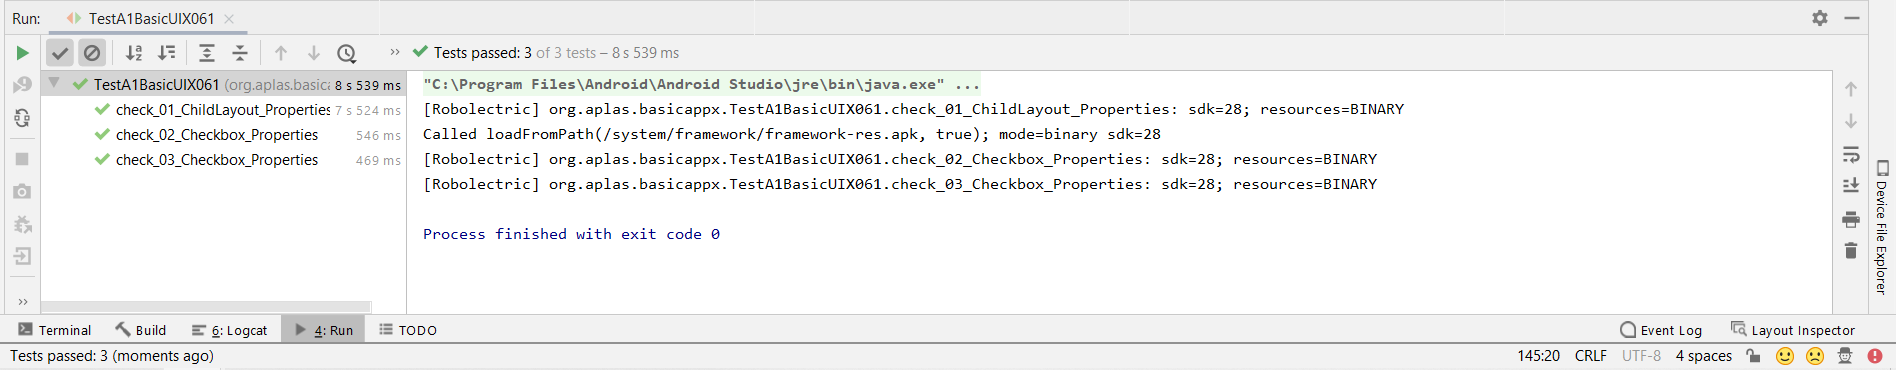 Run: TestA1BasicUIX061
Tests passed: 3 of 3 tests – 8 s 539 ms
TestA1BasicUIX061 (org.aplas.basica 8 s 539 ms
check_01_ChildLayout_Properties 7 s 524 ms
check_02_Checkbox_Properties 546 ms
check_03_Checkbox_Properties 469 ms
"C:\Program Files\Android\Android Studio\jre\bin\java.exe" ...
[Robolectric] org.aplas.basicappx.TestA1BasicUIX061.check_01_ChildLayout_Properties: sdk=28; resources=BINARY
Called loadFromPath(/system/framework/framework-res.apk, true); mode=binary sdk=28
[Robolectric] org.aplas.basicappx.TestA1BasicUIX061.check_02_Checkbox_Properties: sdk=28; resources=BINARY
[Robolectric] org.aplas.basicappx.TestA1BasicUIX061.check_03_Checkbox_Properties: sdk=28; resources=BINARY
Process finished with exit code 0
Device File Explorer
Terminal Build 6: Logcat 4: Run TODO Event Log Layout Inspector
Tests passed: 3 (moments ago) 145:20 CRLF UTF-8 4 spaces